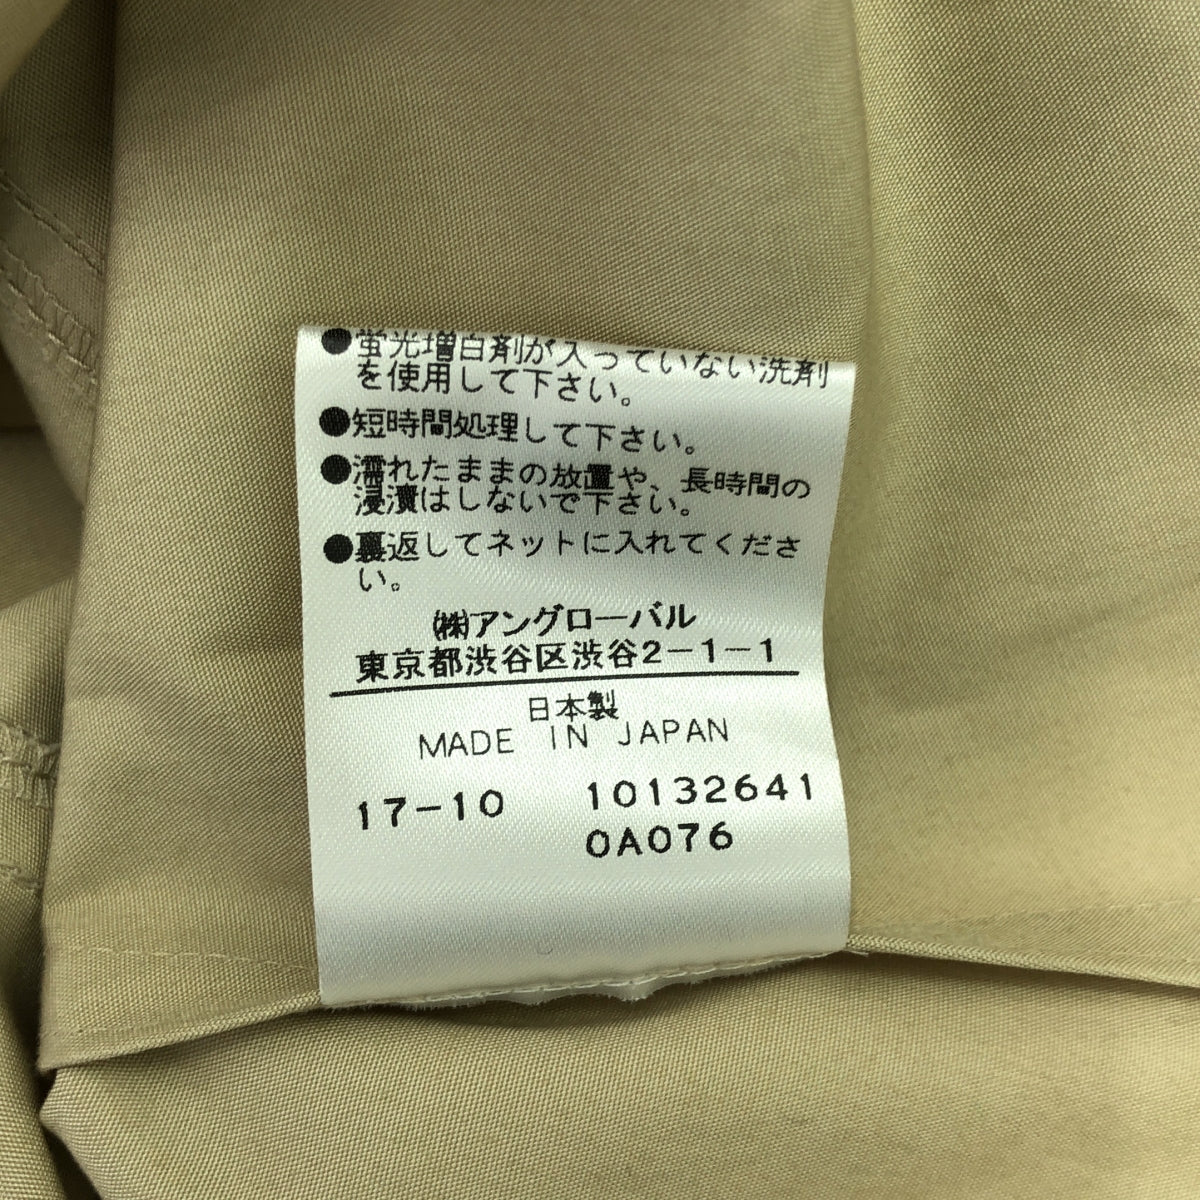 ●蛍光増白剤が入っていない洗剤
を使用して下さい。
●短時間処理して下さい。
●濡れたままの放置や、長時間の
浸漬はしないで下さい。
●裏返してネットに入れてくださ
い。
(株)アングローバル
東京都渋谷区渋谷2-1-1
日本製
MADE IN JAPAN
17-10 10132641
0A076